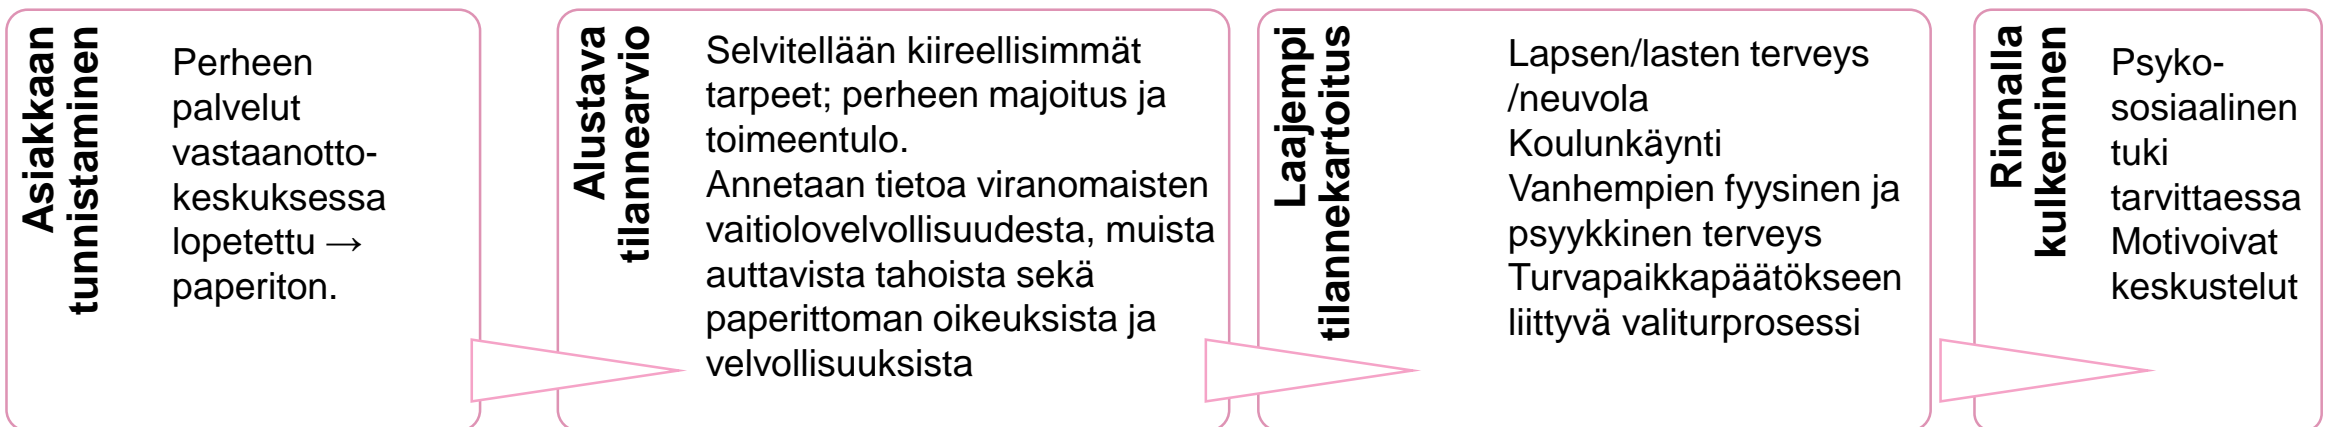 Asiakkaan
tunnistaminen
Perheen
palvelut
vastaanotto-
keskuksessa
lopetettu →
paperiton.
Alustava
tilannearvio
Selvitellään kiireellisimmät
tarpeet; perheen majoitus ja
toimeentulo.
Annetaan tietoa viranomaisten
vaitiolovelvollisuudesta, muista
auttavista tahoista sekä
paperittoman oikeuksista ja
velvollisuuksista
Laajempi
tilannekartoitus
Lapsen/lasten terveys
/neuvola
Koulunkäynti
Vanhempien fyysinen ja
psyykkinen terveys
Turvapaikkapäätökseen
liittyvä valiturprosessi
Rinnalla
kulkeminen
Psyko-
sosiaalinen
tuki
tarvittaessa
Motivoivat
keskustelut